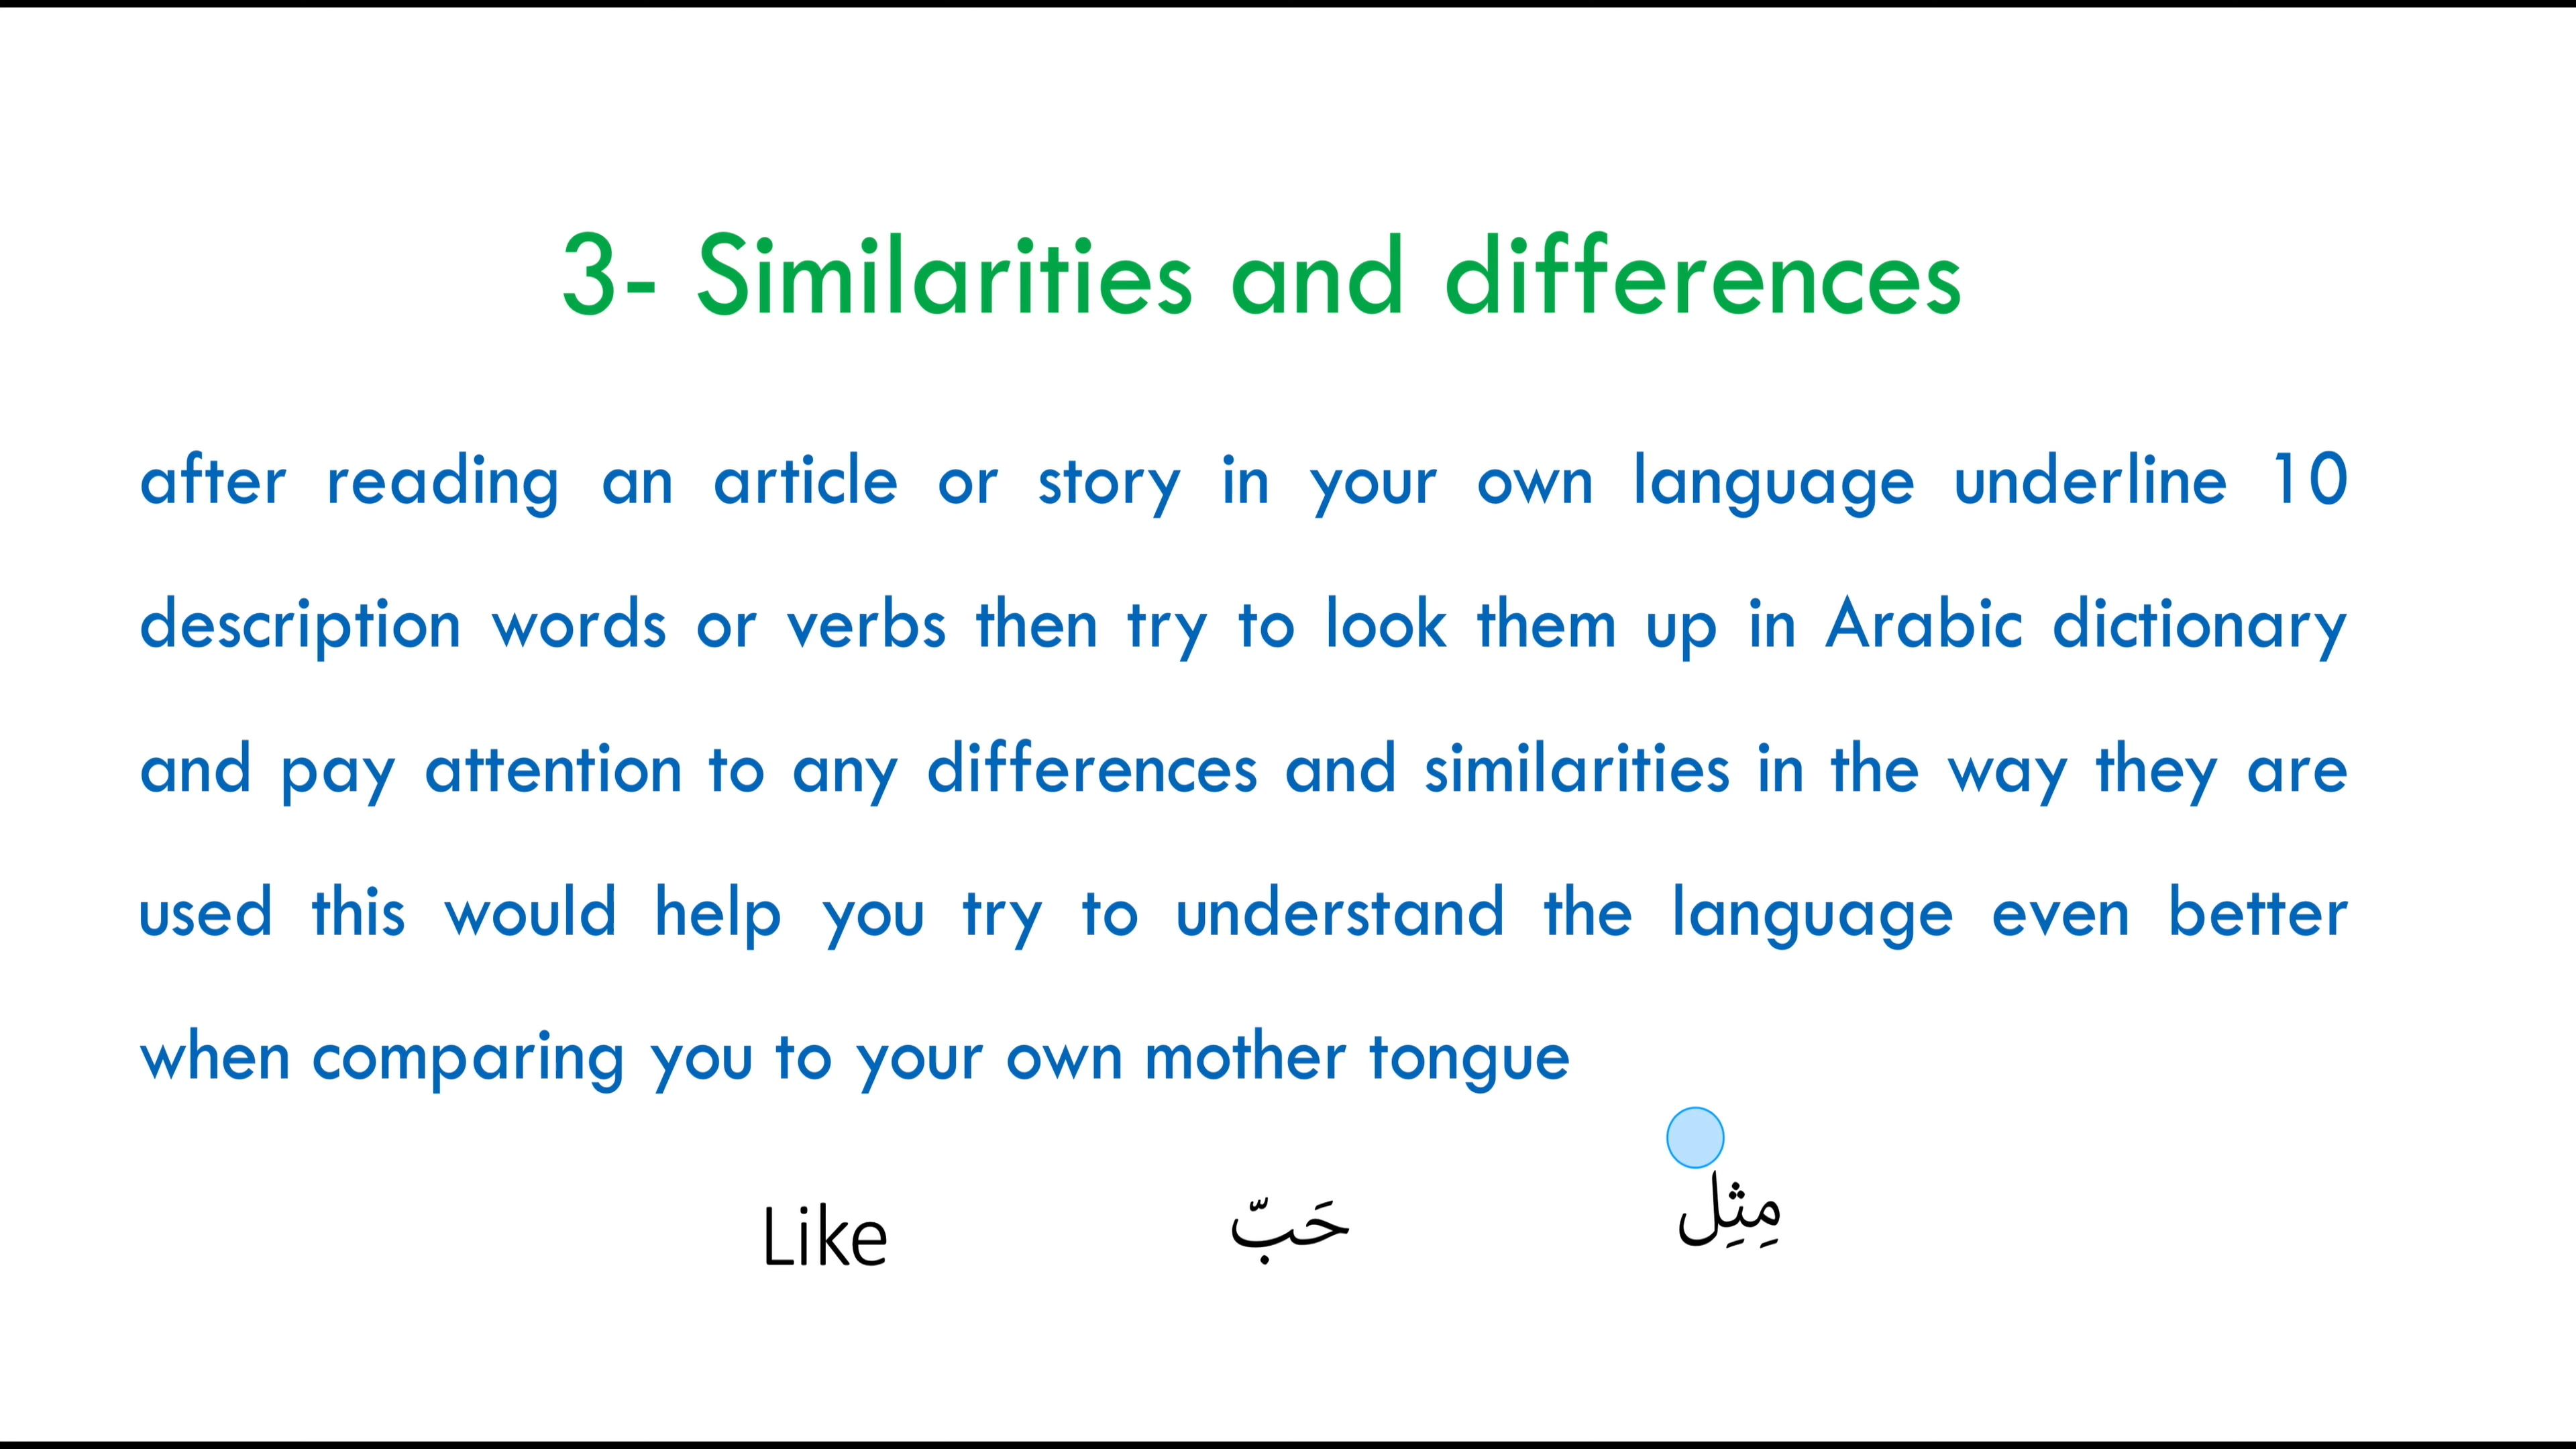 3- Similarities and differences
after reading an article or story in your own language underline 10
description words or verbs then try to look them up in Arabic dictionary
and pay attention to any differences and similarities in the way they are
used this would help you try to understand the language even better
when comparing you to your own mother tongue
Like حَبّ مِثِل